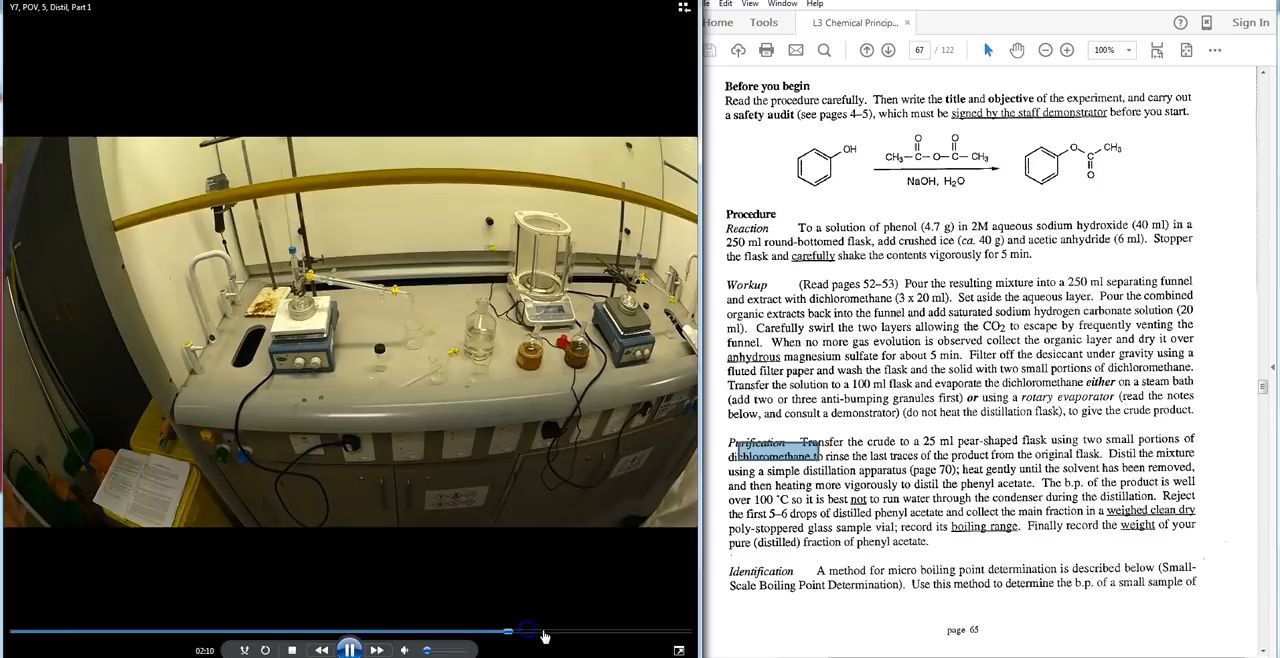 Y7, POV, 5, Distil, Part 1
02:10
le Edit View Window Help
Home Tools L3 Chemical Princip... × ? Sign In
67 / 122 100%
Before you begin
Read the procedure carefully. Then write the title and objective of the experiment, and carry out
a safety audit (see pages 4–5), which must be signed by the staff demonstrator before you start.
OH
O O
CH₃—C—O—C—CH₃
NaOH, H₂O
O C CH₃
O
Procedure
Reaction To a solution of phenol (4.7 g) in 2M aqueous sodium hydroxide (40 ml) in a
250 ml round-bottomed flask, add crushed ice (ca. 40 g) and acetic anhydride (6 ml). Stopper
the flask and carefully shake the contents vigorously for 5 min.
Workup (Read pages 52–53) Pour the resulting mixture into a 250 ml separating funnel
and extract with dichloromethane (3 x 20 ml). Set aside the aqueous layer. Pour the combined
organic extracts back into the funnel and add saturated sodium hydrogen carbonate solution (20
ml). Carefully swirl the two layers allowing the CO₂ to escape by frequently venting the
funnel. When no more gas evolution is observed collect the organic layer and dry it over
anhydrous magnesium sulfate for about 5 min. Filter off the desiccant under gravity using a
fluted filter paper and wash the flask and the solid with two small portions of dichloromethane.
Transfer the solution to a 100 ml flask and evaporate the dichloromethane either on a steam bath
(add two or three anti-bumping granules first) or using a rotary evaporator (read the notes
below, and consult a demonstrator) (do not heat the distillation flask), to give the crude product.
Purification Transfer the crude to a 25 ml pear-shaped flask using two small portions of
dichloromethane to rinse the last traces of the product from the original flask. Distil the mixture
using a simple distillation apparatus (page 70); heat gently until the solvent has been removed,
and then heating more vigorously to distil the phenyl acetate. The b.p. of the product is well
over 100 °C so it is best not to run water through the condenser during the distillation. Reject
the first 5–6 drops of distilled phenyl acetate and collect the main fraction in a weighed clean dry
poly-stoppered glass sample vial; record its boiling range. Finally record the weight of your
pure (distilled) fraction of phenyl acetate.
Identification A method for micro boiling point determination is described below (Small-
Scale Boiling Point Determination). Use this method to determine the b.p. of a small sample of
page 65